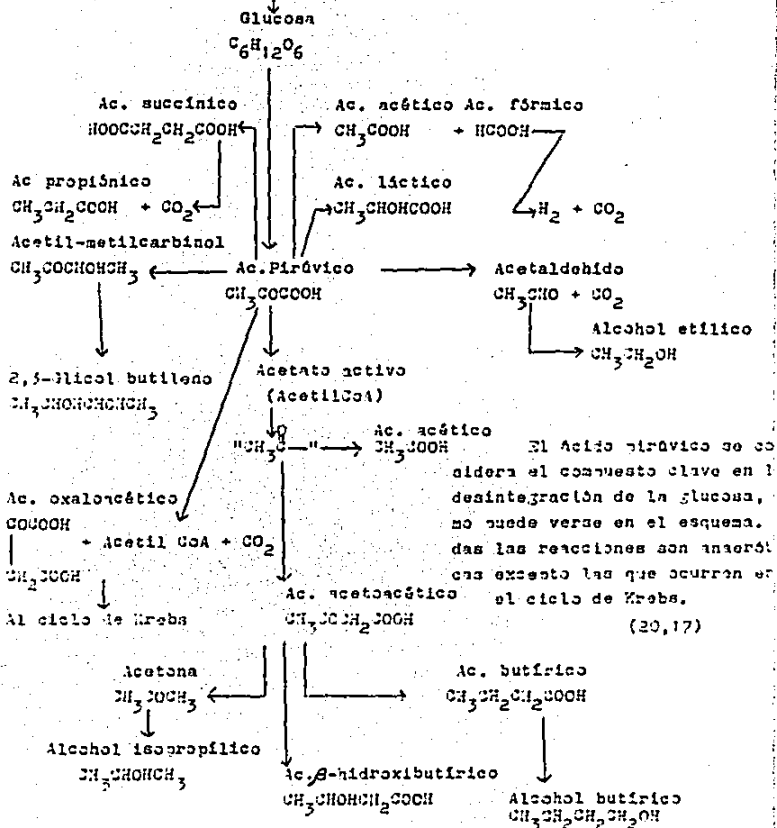 Glucosa
C6H12O6
Ac. succínico
HOOCCH2CH2COOH
Ac. acético Ac. fórmico
CH3COOH + HCOOH
Ac propiónico
CH3CH2COOH + CO2
Ac. láctico
CH3CHOHCOOH
H2 + CO2
Acetil-metilcarbinol
CH3COCHOHCH3
Ac.Pirúvico
CH3COCOOH
Acetaldehido
CH3CHO + CO2
Alcohol etílico
CH3CH2OH
2,3-Glicol butileno
CH3CHOHCHOHCH3
Acetato activo
(AcetilCoA)
O
"CH3C—"
Ac. acético
CH3COOH
El Ácido pirúvico se co
sidera el compuesto clave en l
desintegración de la glucosa,
mo puede verse en el esquema.
das las reacciones son anaerób
cas excepto las que ocurren en
el ciclo de Krebs.
(20,17)
Ac. oxaloacético
COCOOH
+ Acetil CoA + CO2
CH2COOH
Al ciclo de Krebs
Ac. acetoacético
CH3COCH2COOH
Acetona
CH3COCH3
Ac. butírico
CH3CH2CH2COOH
Alcohol isopropílico
CH3CHOHCH3
Ac.β-hidroxibutírico
CH3CHOHCH2COOH
Alcohol butírico
CH3CH2CH2CH2OH